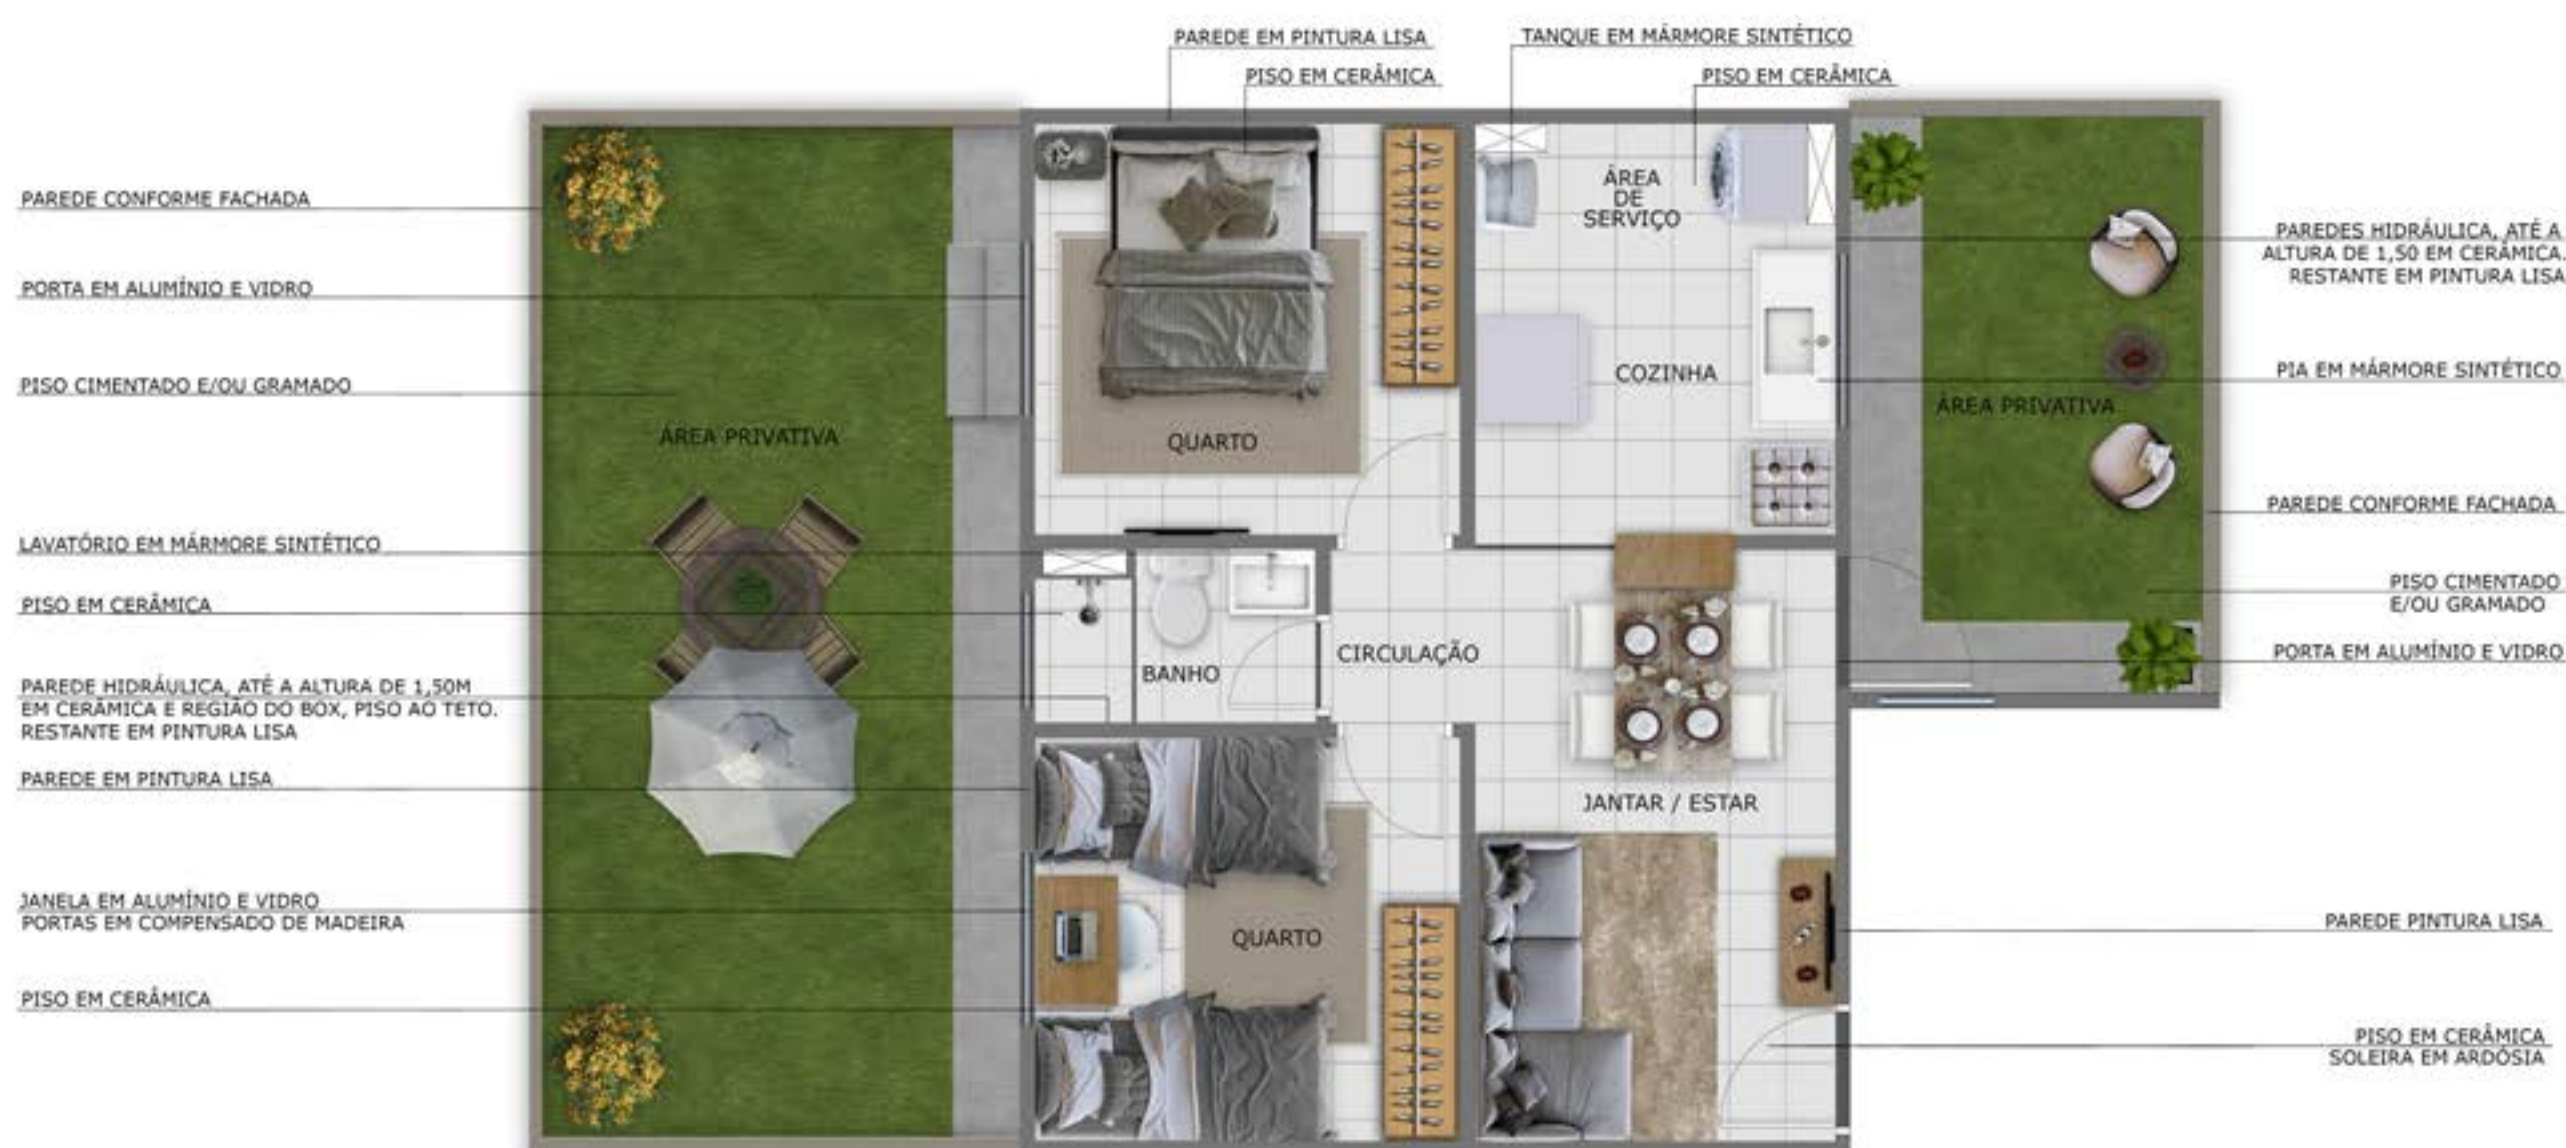 PAREDE EM PINTURA LISA
PISO EM CERÂMICA
TANQUE EM MÁRMORE SINTÉTICO
PISO EM CERÂMICA
PAREDE CONFORME FACHADA
PORTA EM ALUMÍNIO E VIDRO
PISO CIMENTADO E/OU GRAMADO
LAVATÓRIO EM MÁRMORE SINTÉTICO
PISO EM CERÂMICA
PAREDE HIDRÁULICA, ATÉ A ALTURA DE 1,50M
EM CERÂMICA E REGIÃO DO BOX, PISO AO TETO.
RESTANTE EM PINTURA LISA
PAREDE EM PINTURA LISA
JANELA EM ALUMÍNIO E VIDRO
PORTAS EM COMPENSADO DE MADEIRA
PISO EM CERÂMICA
ÁREA PRIVATIVA
QUARTO
ÁREA
DE
SERVIÇO
COZINHA
BANHO
CIRCULAÇÃO
JANTAR / ESTAR
QUARTO
ÁREA PRIVATIVA
PAREDES HIDRÁULICA, ATÉ A
ALTURA DE 1,50 EM CERÂMICA.
RESTANTE EM PINTURA LISA
PIA EM MÁRMORE SINTÉTICO
PAREDE CONFORME FACHADA
PISO CIMENTADO
E/OU GRAMADO
PORTA EM ALUMÍNIO E VIDRO
PAREDE PINTURA LISA
PISO EM CERÂMICA
SOLEIRA EM ARDÓSIA